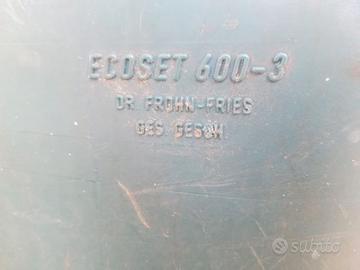 ECOSET 600-3
DR FROHN-FRIES
GES GESCH
subito